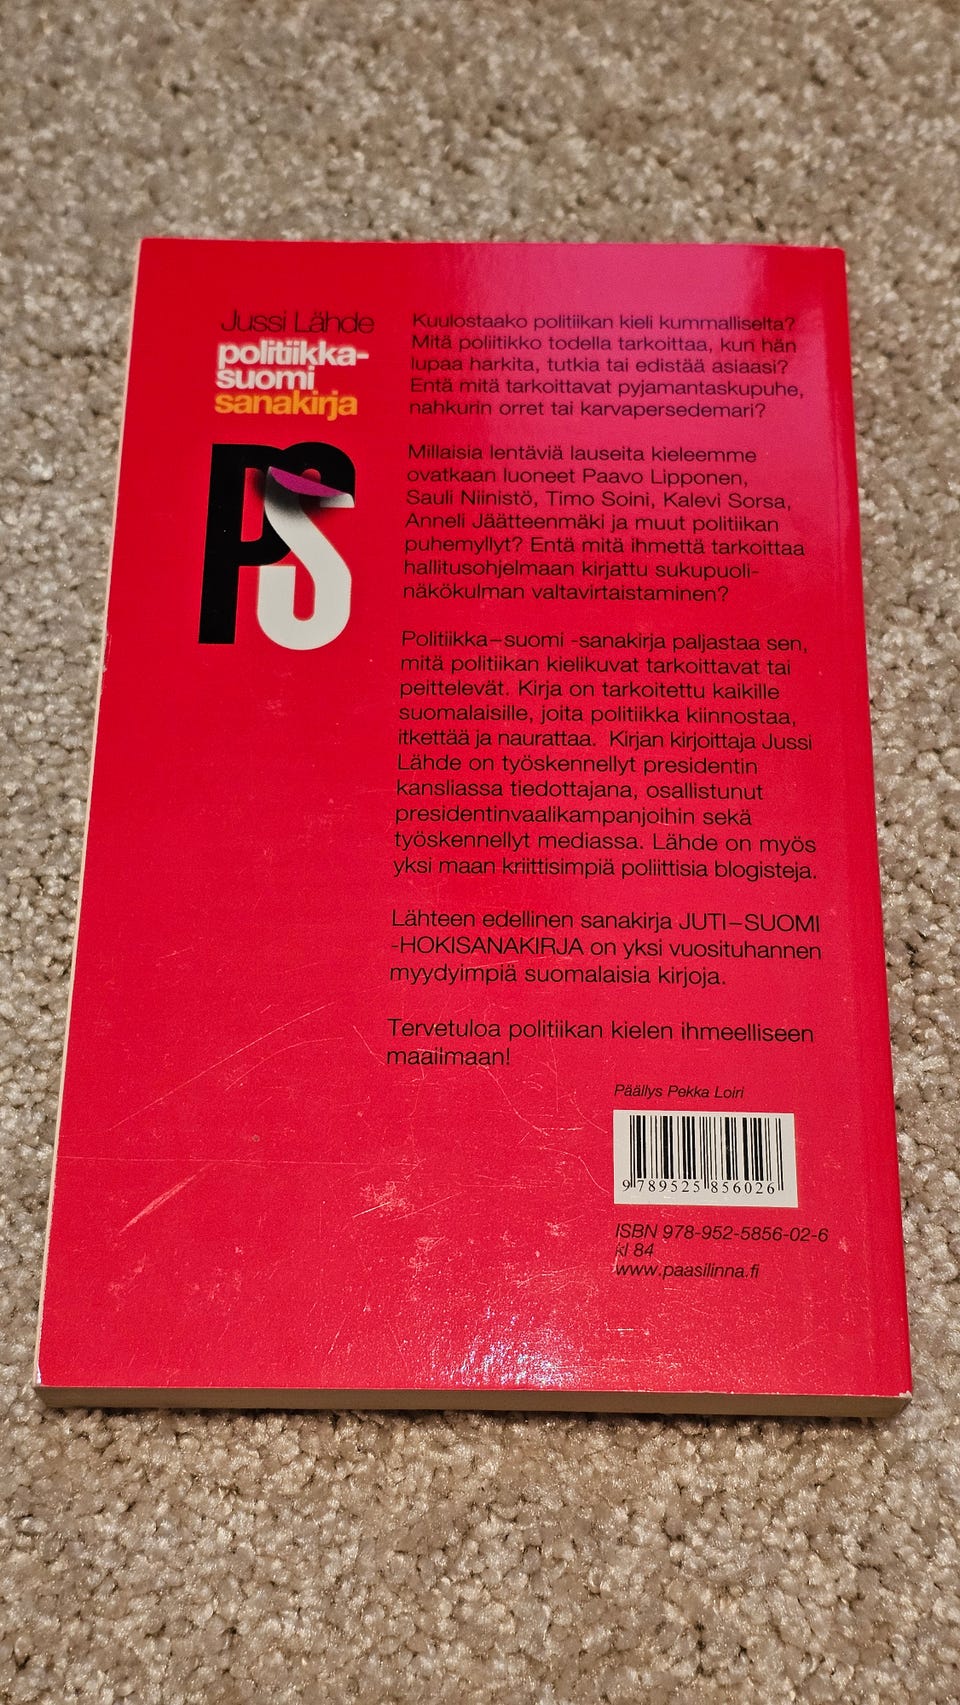 Jussi Lähde
politiikka-
suomi
sanakirja
PS
Kuulostaako politiikan kieli kummalliselta?
Mitä poliitikko todella tarkoittaa, kun hän
lupaa harkita, tutkia tai edistää asiaasi?
Entä mitä tarkoittavat pyjamantaskupuhe,
nahkurin orret tai karvapersedemari?
Millaisia lentäviä lauseita kieleemme
ovatkaan luoneet Paavo Lipponen,
Sauli Niinistö, Timo Soini, Kalevi Sorsa,
Anneli Jäätteenmäki ja muut politiikan
puhemyllyt? Entä mitä ihmettä tarkoittaa
hallitusohjelmaan kirjattu sukupuoli-
näkökulman valtavirtaistaminen?
Politiikka–suomi -sanakirja paljastaa sen,
mitä politiikan kielikuvat tarkoittavat tai
peittelevät. Kirja on tarkoitettu kaikille
suomalaisille, joita politiikka kiinnostaa,
itkettää ja naurattaa. Kirjan kirjoittaja Jussi
Lähde on työskennellyt presidentin
kansliassa tiedottajana, osallistunut
presidentinvaalikampanjoihin sekä
työskennellyt mediassa. Lähde on myös
yksi maan kriittisimpiä poliittisia blogisteja.
Lähteen edellinen sanakirja JUTI–SUOMI
-HOKISANAKIRJA on yksi vuosituhannen
myydyimpiä suomalaisia kirjoja.
Tervetuloa politiikan kielen ihmeelliseen
maailmaan!
Päällys Pekka Loiri
9 789525 856026
ISBN 978-952-5856-02-6
kl 84
www.paasilinna.fi